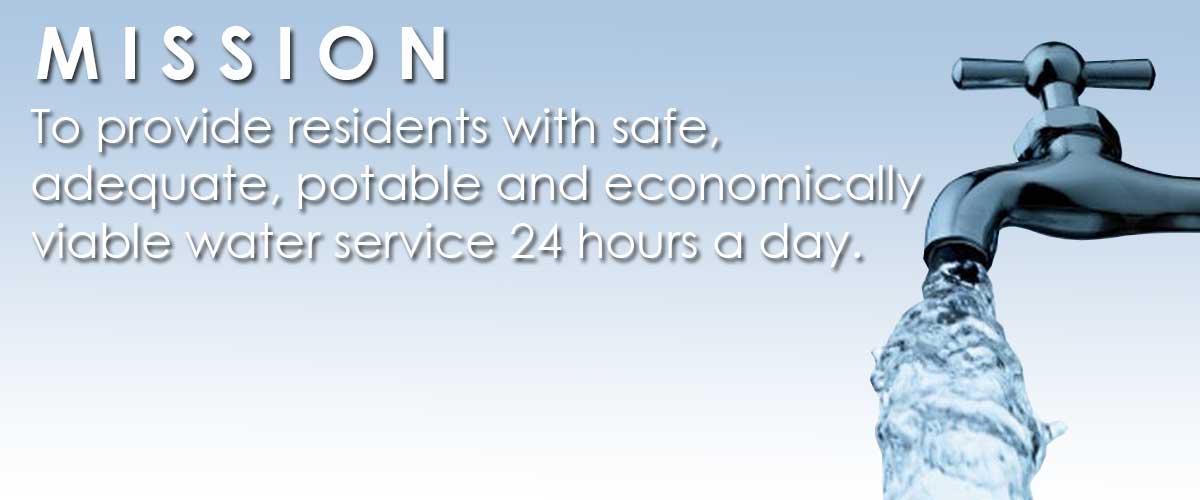 MISSION
To provide residents with safe,
adequate, potable and economically
viable water service 24 hours a day.